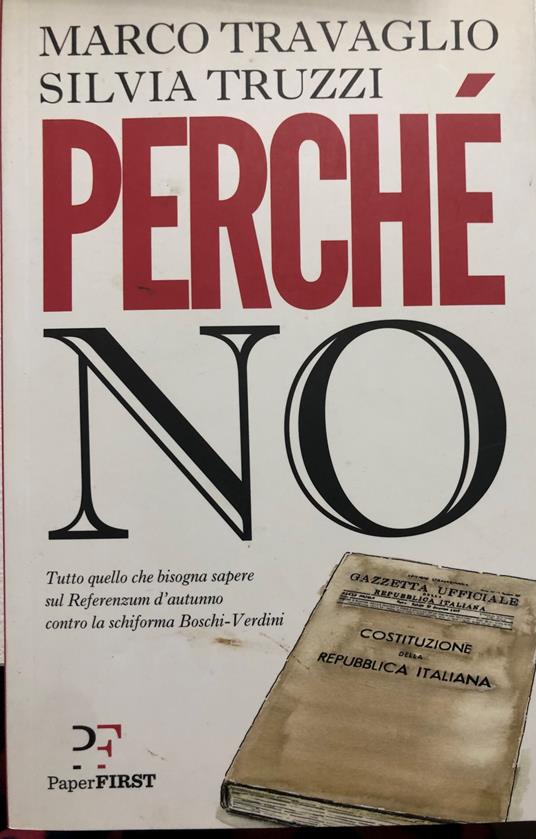 MARCO TRAVAGLIO
SILVIA TRUZZI
PERCHÉ
NO
Tutto quello che bisogna sapere
sul Referenzum d'autunno
contro la schiforma Boschi-Verdini
GAZZETTA UFFICIALE
DELLA
REPUBBLICA ITALIANA
COSTITUZIONE
DELLA
REPUBBLICA ITALIANA
PF
PaperFIRST